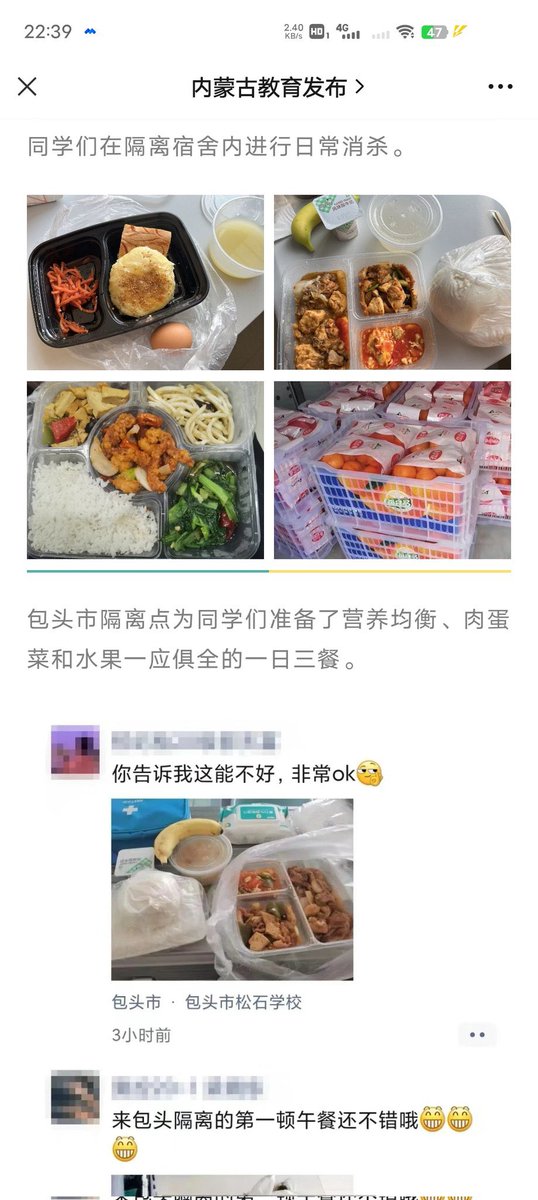 22:39
2.40
KB/s
HD 1
4G
47
内蒙古教育发布
同学们在隔离宿舍内进行日常消杀。
包头市隔离点为同学们准备了营养均衡、肉蛋
菜和水果一应俱全的一日三餐。
你告诉我这能不好，非常ok
包头市 · 包头市松石学校
3小时前
来包头隔离的第一顿午餐还不错哦